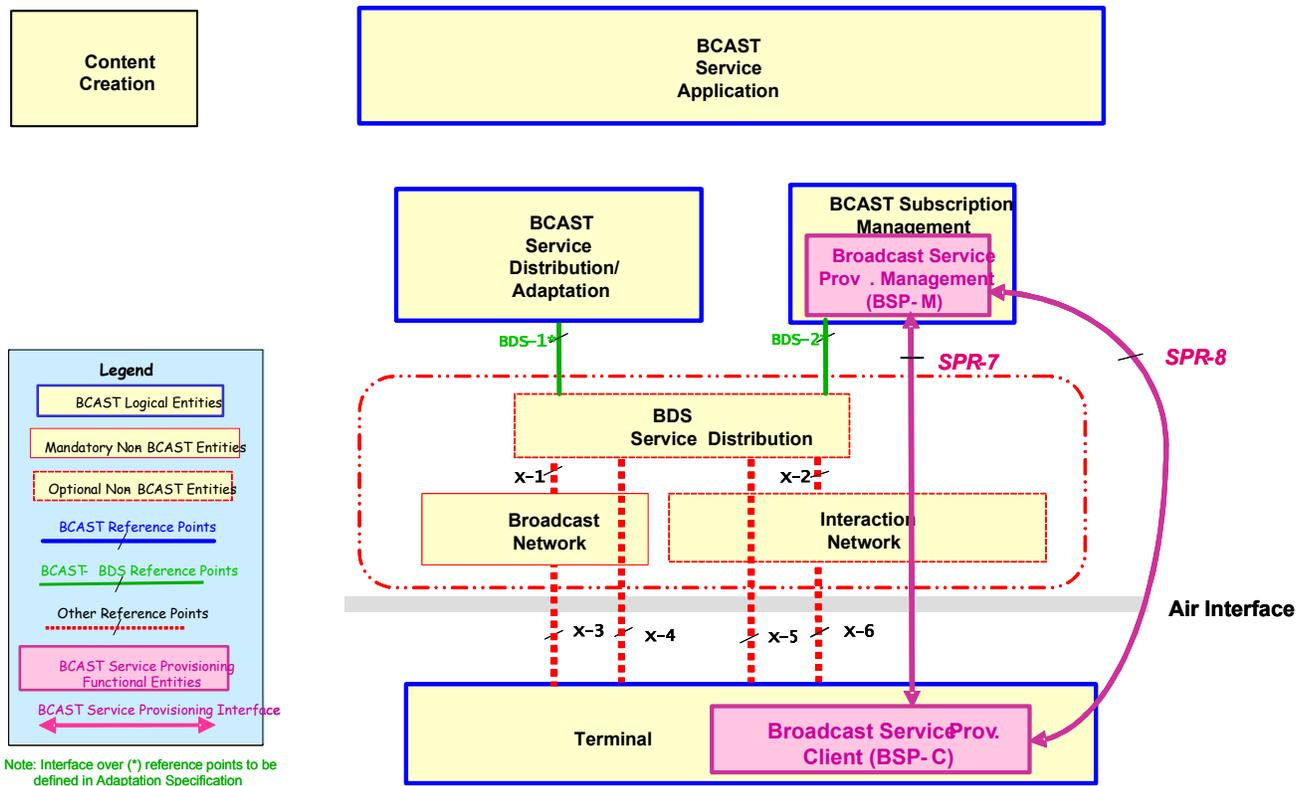 Content
Creation
BCAST
Service
Application
BCAST
Service
Distribution/
Adaptation
BCAST Subscription
Management
Broadcast Service
Prov . Management
(BSP- M)
BDS-1*
BDS-2*
SPR-7
SPR-8
BDS
Service Distribution
X-1
X-2
Broadcast
Network
Interaction
Network
Air Interface
X-3
X-4
X-5
X-6
Terminal
Broadcast Service Prov.
Client (BSP- C)
Legend
BCAST Logical Entities
Mandatory Non- BCAST Entities
Optional Non- BCAST Entities
BCAST Reference Points
BCAST- BDS Reference Points
Other Reference Points
BCAST Service Provisioning
Functional Entities
BCAST Service Provisioning Interface
Note: Interface over (*) reference points to be
defined in Adaptation Specification